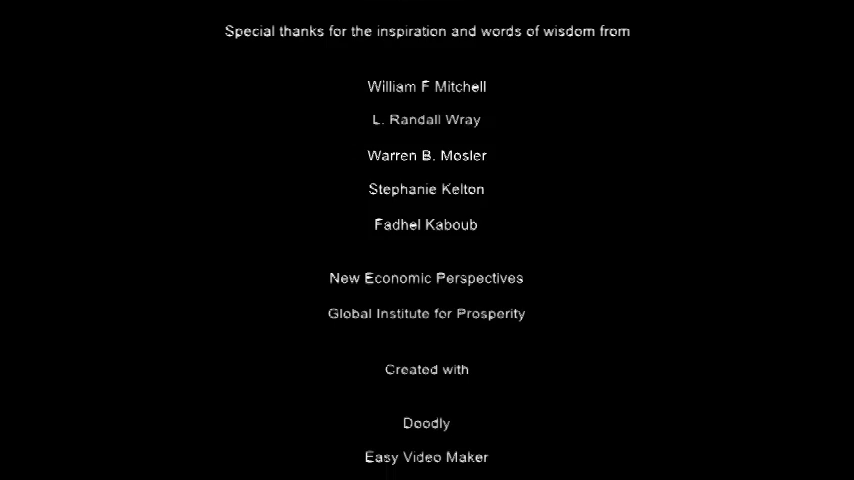 Special thanks for the inspiration and words of wisdom from
William F Mitchell
L. Randall Wray
Warren B. Mosler
Stephanie Kelton
Fadhel Kaboub
New Economic Perspectives
Global Institute for Prosperity
Created with
Doodly
Easy Video Maker